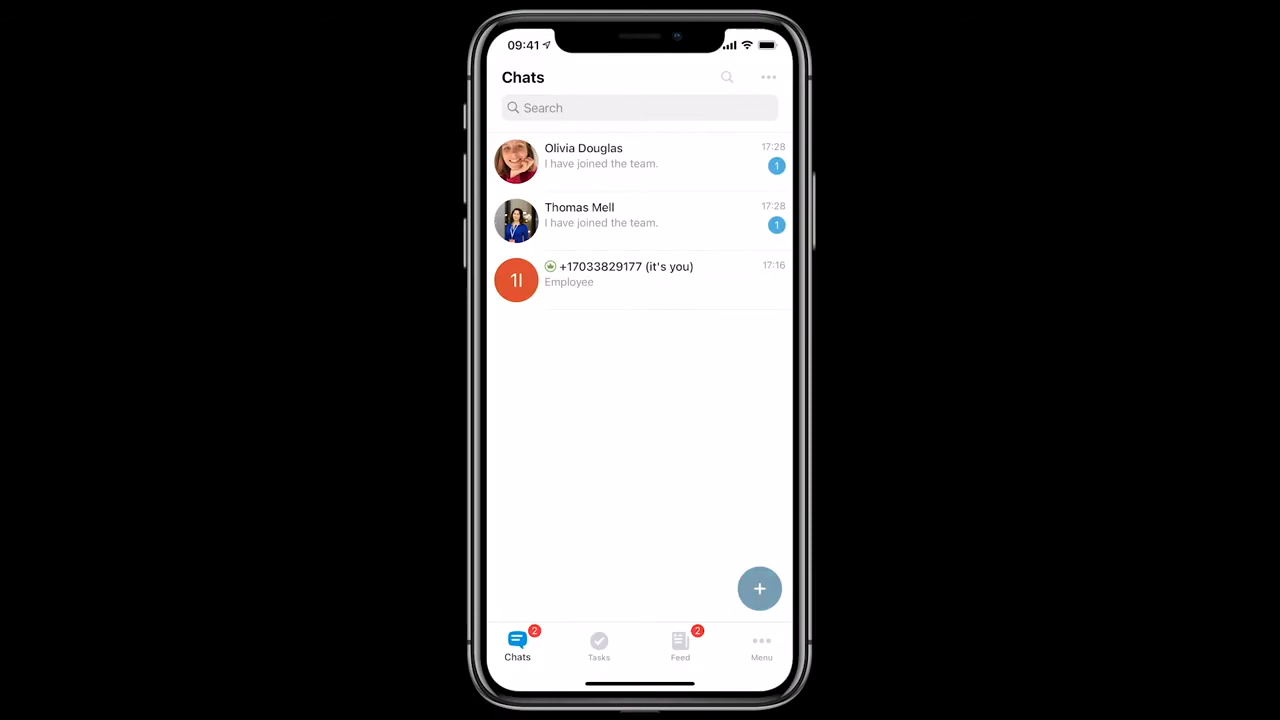 09:41
Chats
Search
Olivia Douglas
17:28
I have joined the team.
1
Thomas Mell
17:28
I have joined the team.
1
11
+17033829177 (it's you)
17:16
Employee
+
2
2
Chats
Tasks
Feed
Menu